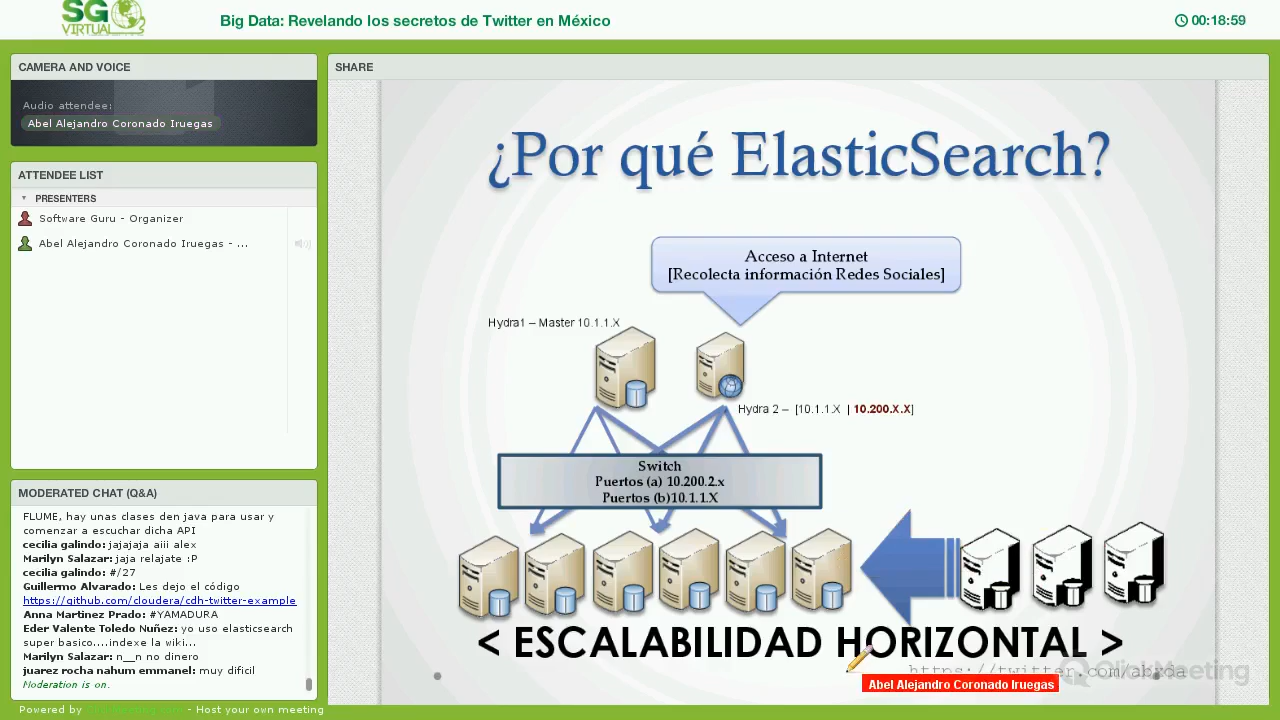 SG
VIRTUAL
Big Data: Revelando los secretos de Twitter en México
00:18:59
CAMERA AND VOICE
Audio attendee:
Abel Alejandro Coronado Iruegas
ATTENDEE LIST
PRESENTERS
Software Guru - Organizer
Abel Alejandro Coronado Iruegas - ...
MODERATED CHAT (Q&A)
FLUME, hay unas clases den java para usar y
comenzar a escuchar dicha API
cecilia galindo: jajajaja aiii alex
Marilyn Salazar: jaja relajate :P
cecilia galindo: #/27
Guillermo Alvarado: Les dejo el código
https://github.com/cloudera/cdh-twitter-example
Anna Martinez Prado: #YAMADURA
Eder Valente Toledo Nuñez: yo uso elasticsearch
super basico....indexe la wiki...
Marilyn Salazar: n__n no dinero
juarez rocha nahum emmanuel: muy dificil
Moderation is on.
Powered by ClickMeeting.com - Host your own meeting
SHARE
¿Por qué ElasticSearch?
Acceso a Internet
[Recolecta información Redes Sociales]
Hydra1 – Master 10.1.1.X
Hydra 2 – [10.1.1.X | 10.200.X.X]
Switch
Puertos (a) 10.200.2.x
Puertos (b)10.1.1.X
< ESCALABILIDAD HORIZONTAL >
https://twitter.com/abxda
ClickMeeting
Abel Alejandro Coronado Iruegas